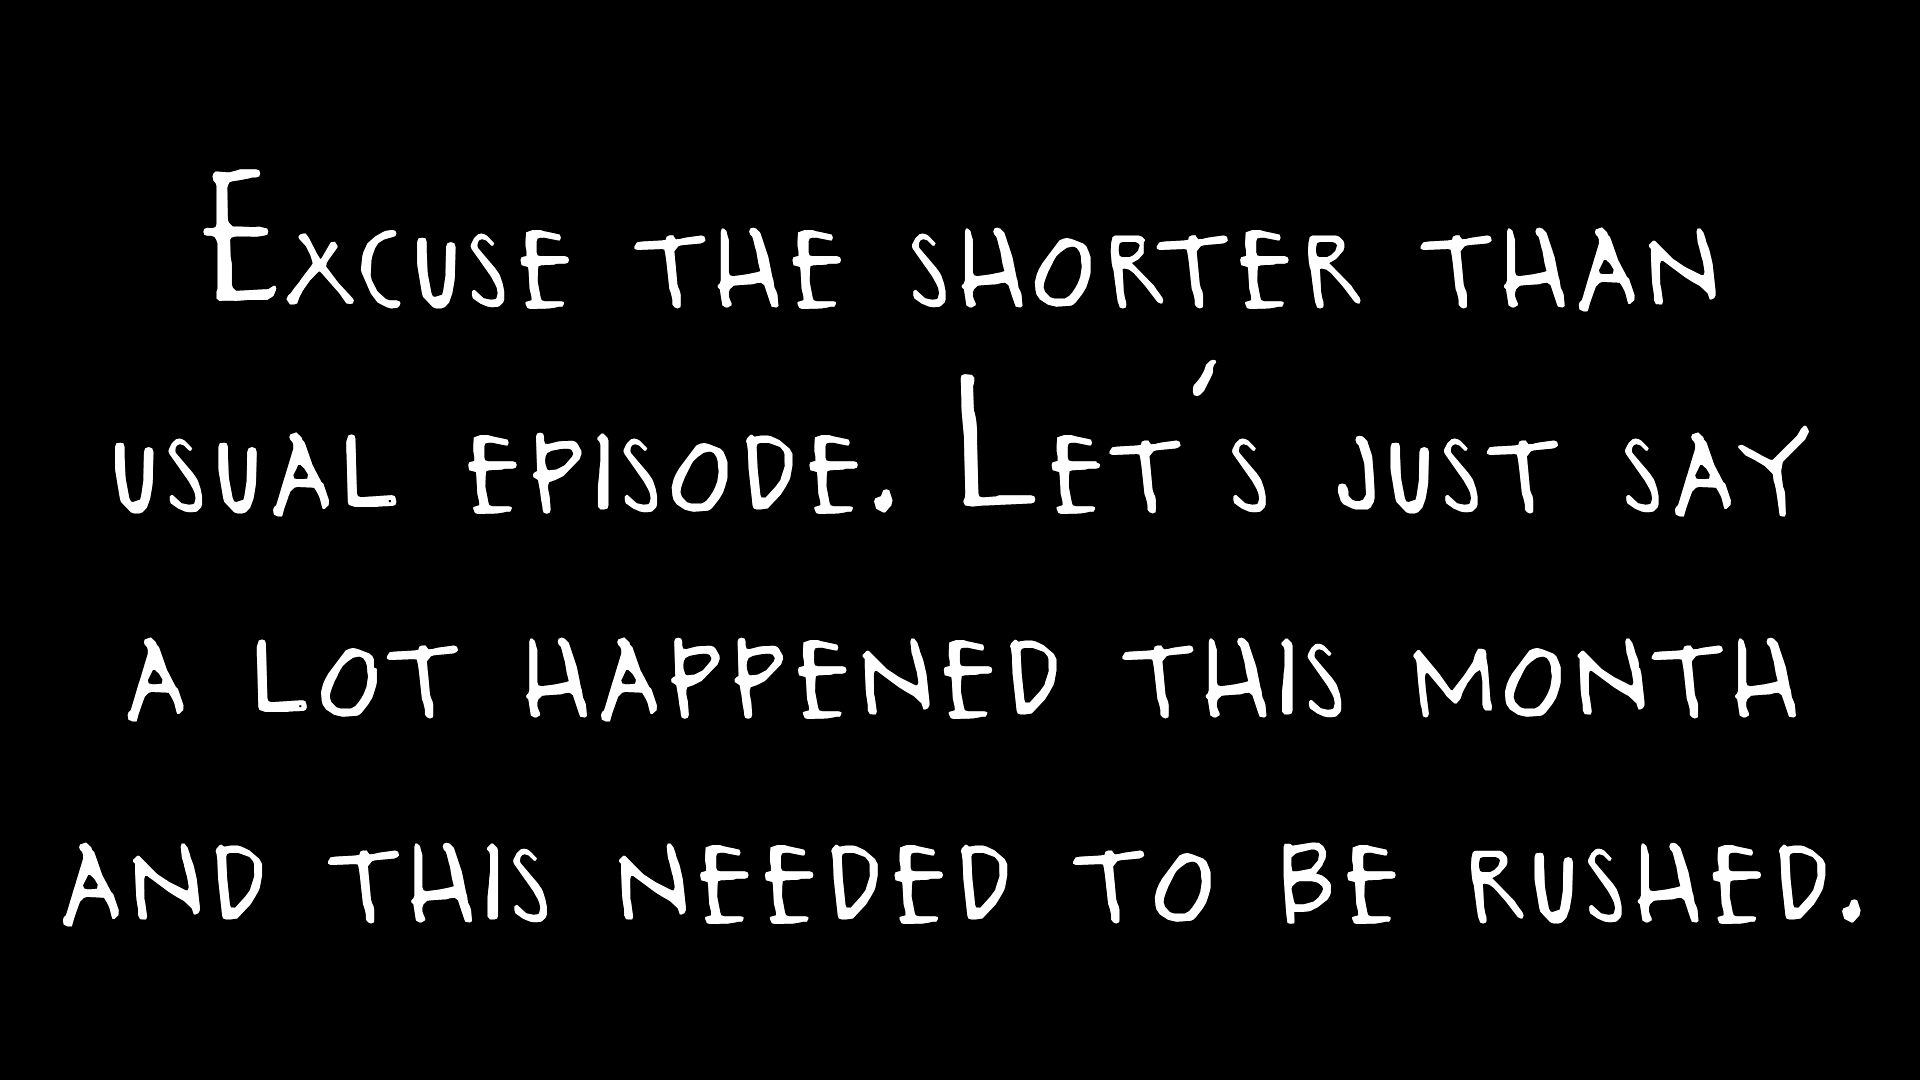 Excuse the shorter than
usual episode. Let's just say
a lot happened this month
and this needed to be rushed.